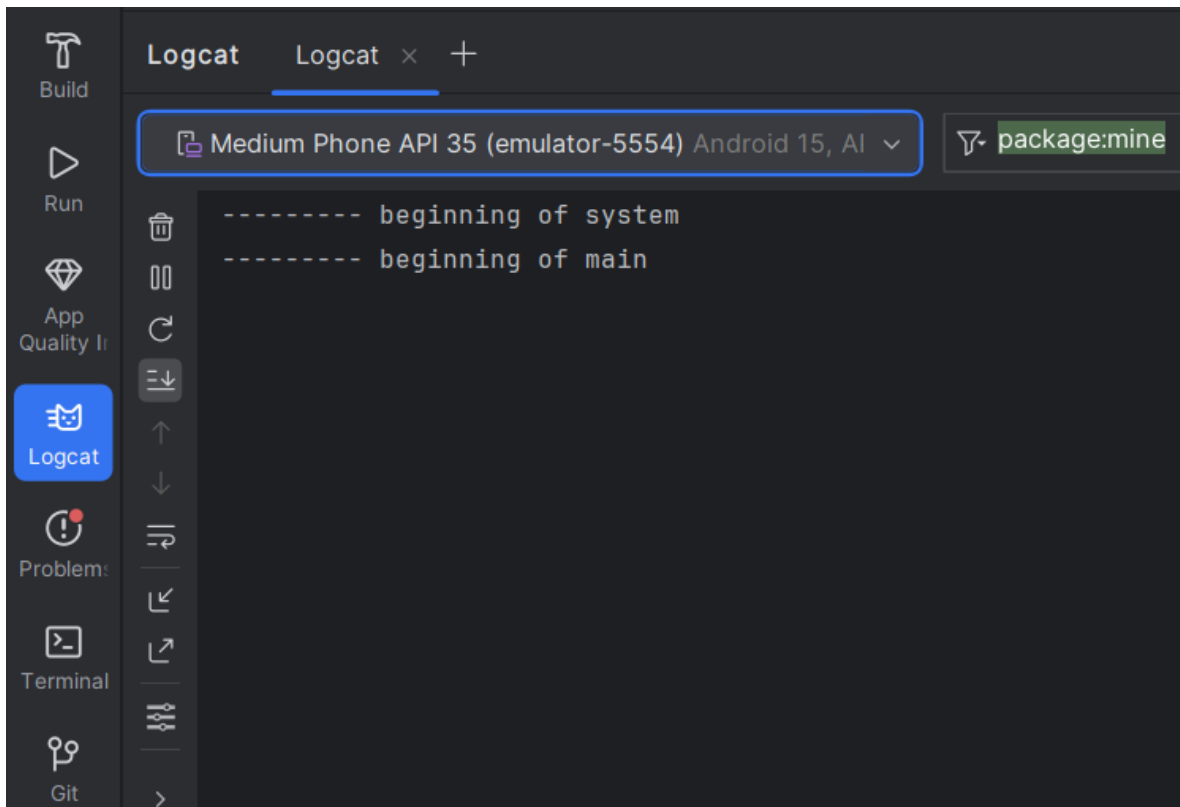 Build
Run
App
Quality In
Logcat
Problems
Terminal
Git
Logcat Logcat
Medium Phone API 35 (emulator-5554) Android 15, AI
package:mine
--------- beginning of system
--------- beginning of main